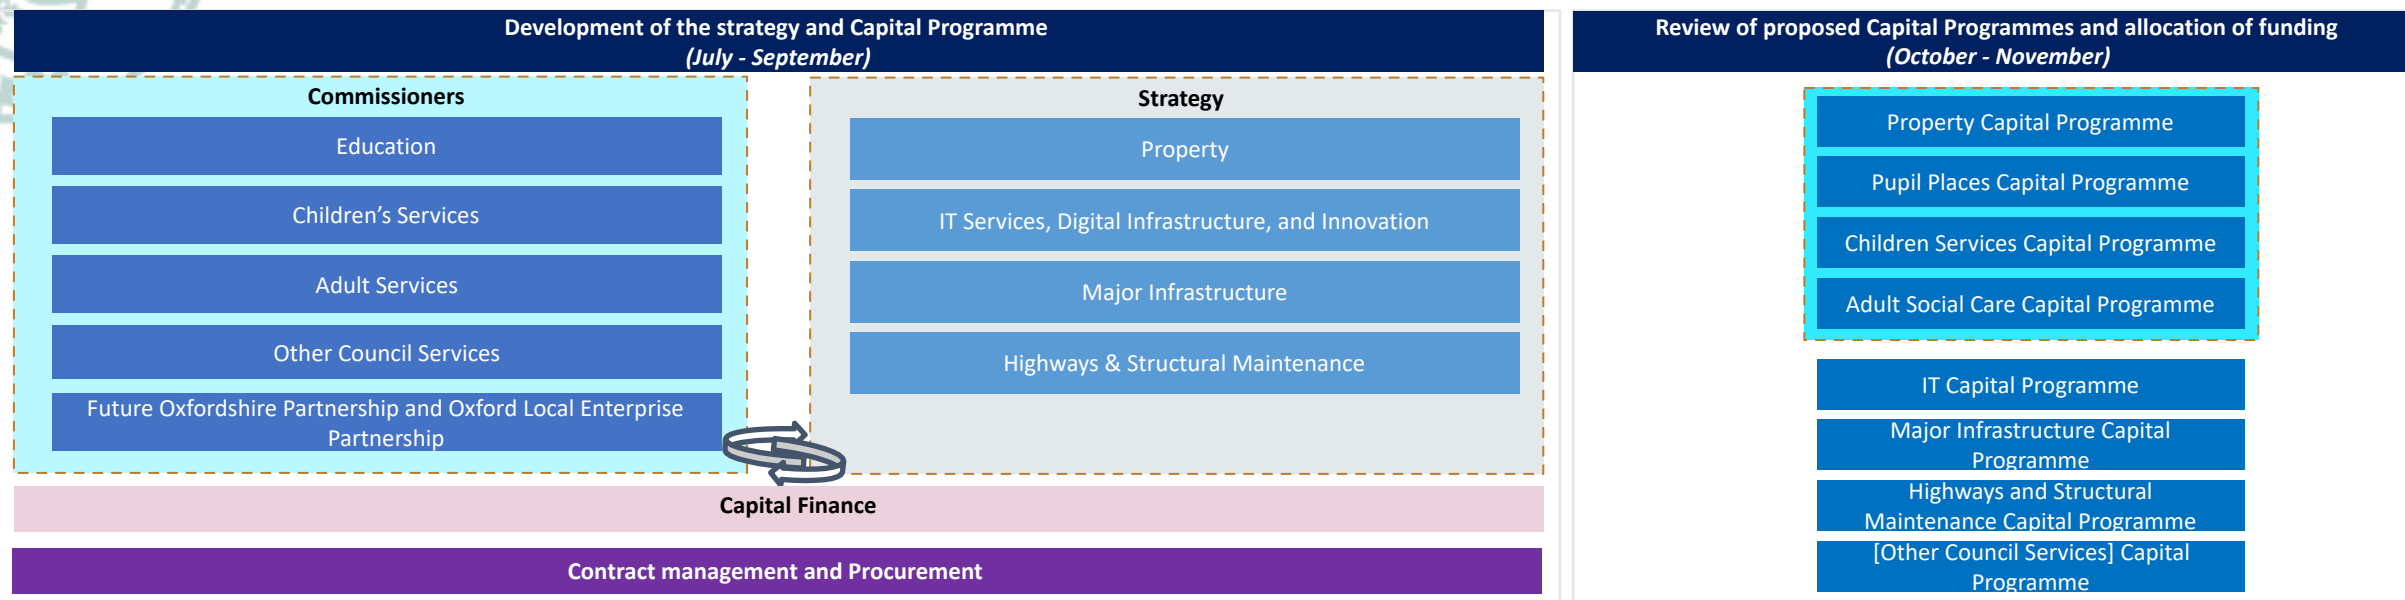 Development of the strategy and Capital Programme
(July - September)
Commissioners
Education
Children’s Services
Adult Services
Other Council Services
Future Oxfordshire Partnership and Oxford Local Enterprise
Partnership
Strategy
Property
IT Services, Digital Infrastructure, and Innovation
Major Infrastructure
Highways & Structural Maintenance
Capital Finance
Contract management and Procurement
Review of proposed Capital Programmes and allocation of funding
(October - November)
Property Capital Programme
Pupil Places Capital Programme
Children Services Capital Programme
Adult Social Care Capital Programme
IT Capital Programme
Major Infrastructure Capital
Programme
Highways and Structural
Maintenance Capital Programme
[Other Council Services] Capital
Programme